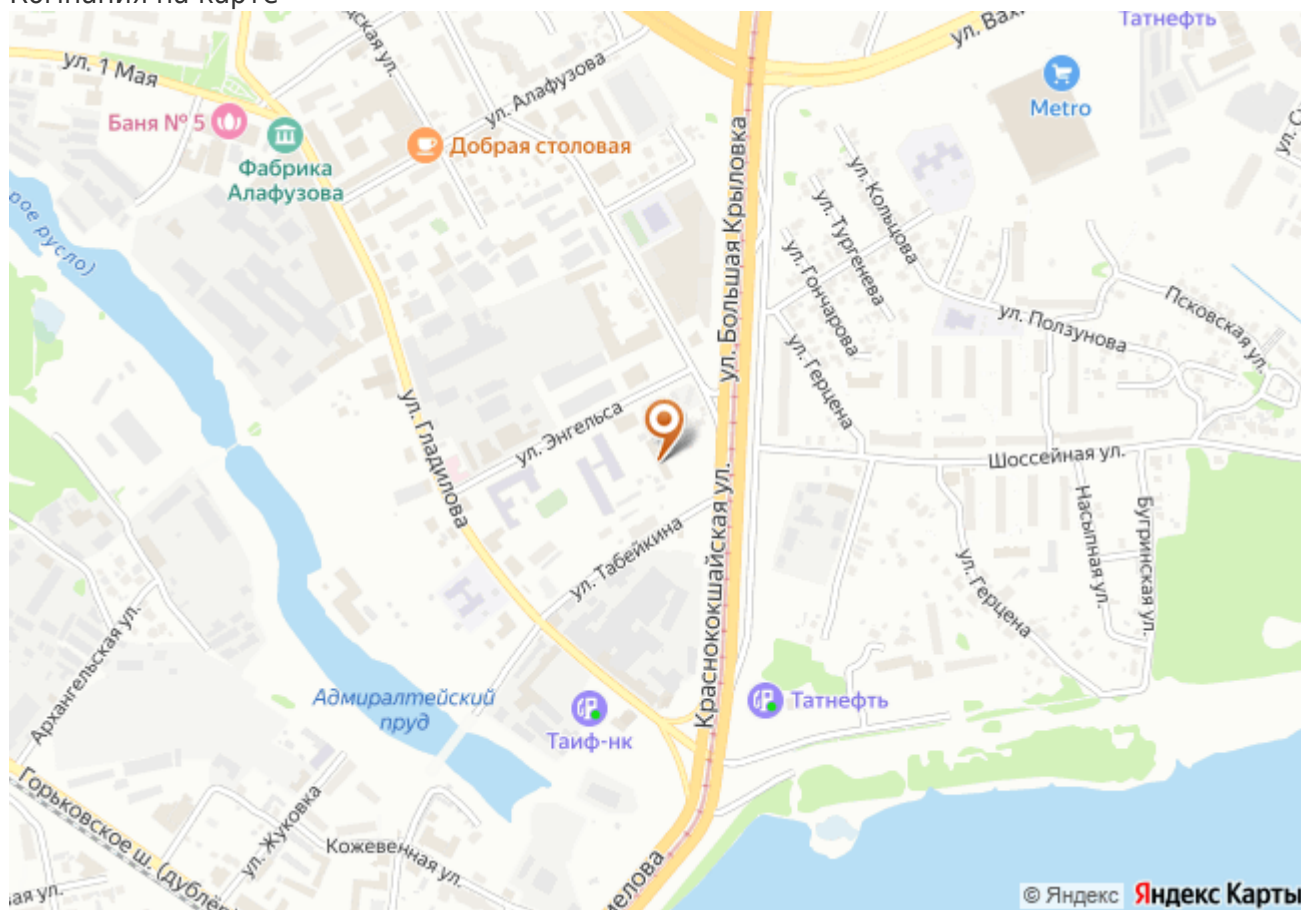 Компания на карте
Татнефть
ул. 1 Мая
ул. Алафузова
Metro
Баня № 5
Добрая столовая
Фабрика
Алафузова
ул. Большая Крыловка
ул. Кольцова
ул. Тургенева
ул. Гончарова
ул. Герцена
ул. Ползунова
Псковская ул.
ул. Гладилова
ул. Энгельса
Шоссейная ул.
Насыпная ул.
Бугринская ул.
Краснококшайская ул.
ул. Табейкина
ул. Герцена
Архангельская ул.
Адмиралтейский
пруд
Таиф-нк
Татнефть
Горьковское ш.
ул. Жуковка
Кожевенная ул.
© Яндекс Яндекс Карты